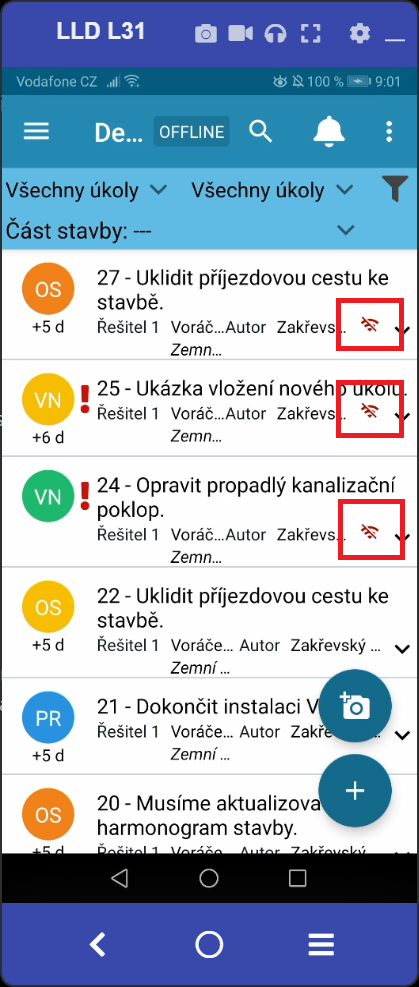 LLD L31
Vodafone CZ 100 % 9:01
De... OFFLINE
Všechny úkoly Všechny úkoly
Část stavby: ---
OS 27 - Uklidit příjezdovou cestu ke
stavbě.
+5 d Řešitel 1 Voráč... Autor Zakřevs...
Zemn...
VN ! 25 - Ukázka vložení nového úkolu.
+6 d Řešitel 1 Voráč... Autor Zakřevs...
Zemn...
VN ! 24 - Opravit propadlý kanalizační
poklop.
Řešitel 1 Voráč... Autor Zakřevs...
Zemn...
OS 22 - Uklidit příjezdovou cestu ke
stavbě.
+5 d Řešitel 1 Voráče... Autor Zakřevský ...
Zemní ...
PR 21 - Dokončit instalaci V
+5 d Řešitel 1 Voráče... Autor
Zemní ...
OS 20 - Musíme aktualizova
harmonogram stavby.
+5 d Řešitel 1 Voráče... Autor Zakřevský ...